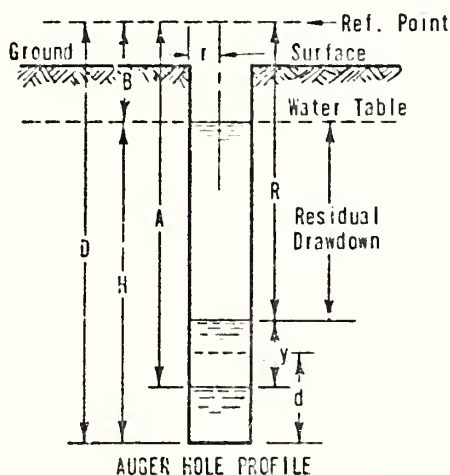 Ref. Point
Ground
r
Surface
B
Water Table
R
A
Residual
Drawdown
D
H
y
d
AUGER HOLE PROFILE